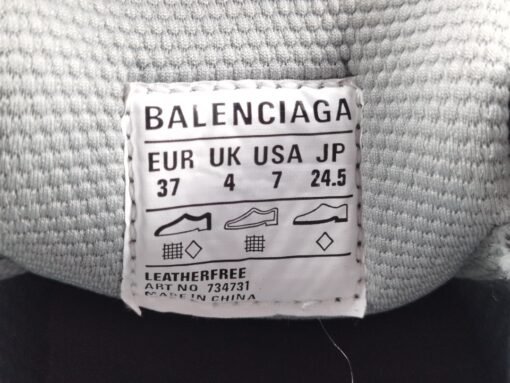 BALENCIAGA
EUR UK USA JP
37 4 7 24.5
LEATHERFREE
ART NO 734731
MADE IN CHINA